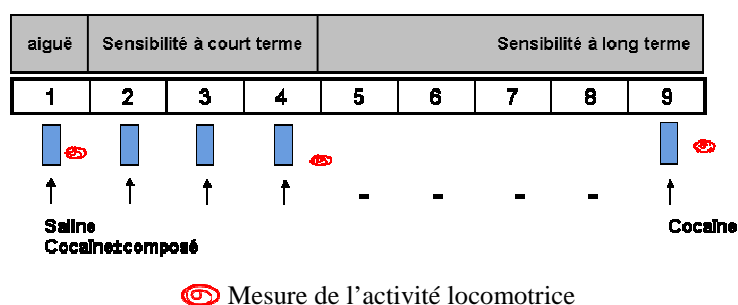 aiguë Sensibilité à court terme Sensibilité à long terme
1 2 3 4 5 6 7 8 9
- - - -
Saline Cocaïne
Cocaïne±composé
Mesure de l'activité locomotrice